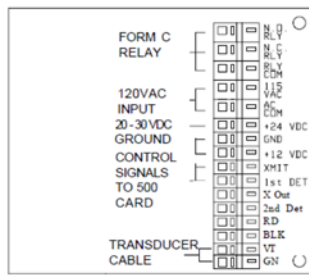 FORM C
RELAY
120VAC
INPUT
20-30VDC
GROUND
CONTROL
SIGNALS
TO 500
CARD
TRANSDUCER
CABLE
N.O.
RLY
N.C.
RLY
RLY
COM
115
VAC
AC
COM
+24 VDC
GND
+12 VDC
XMIT
1st DET
X Out
2nd Det
RD
BLK
VT
GN